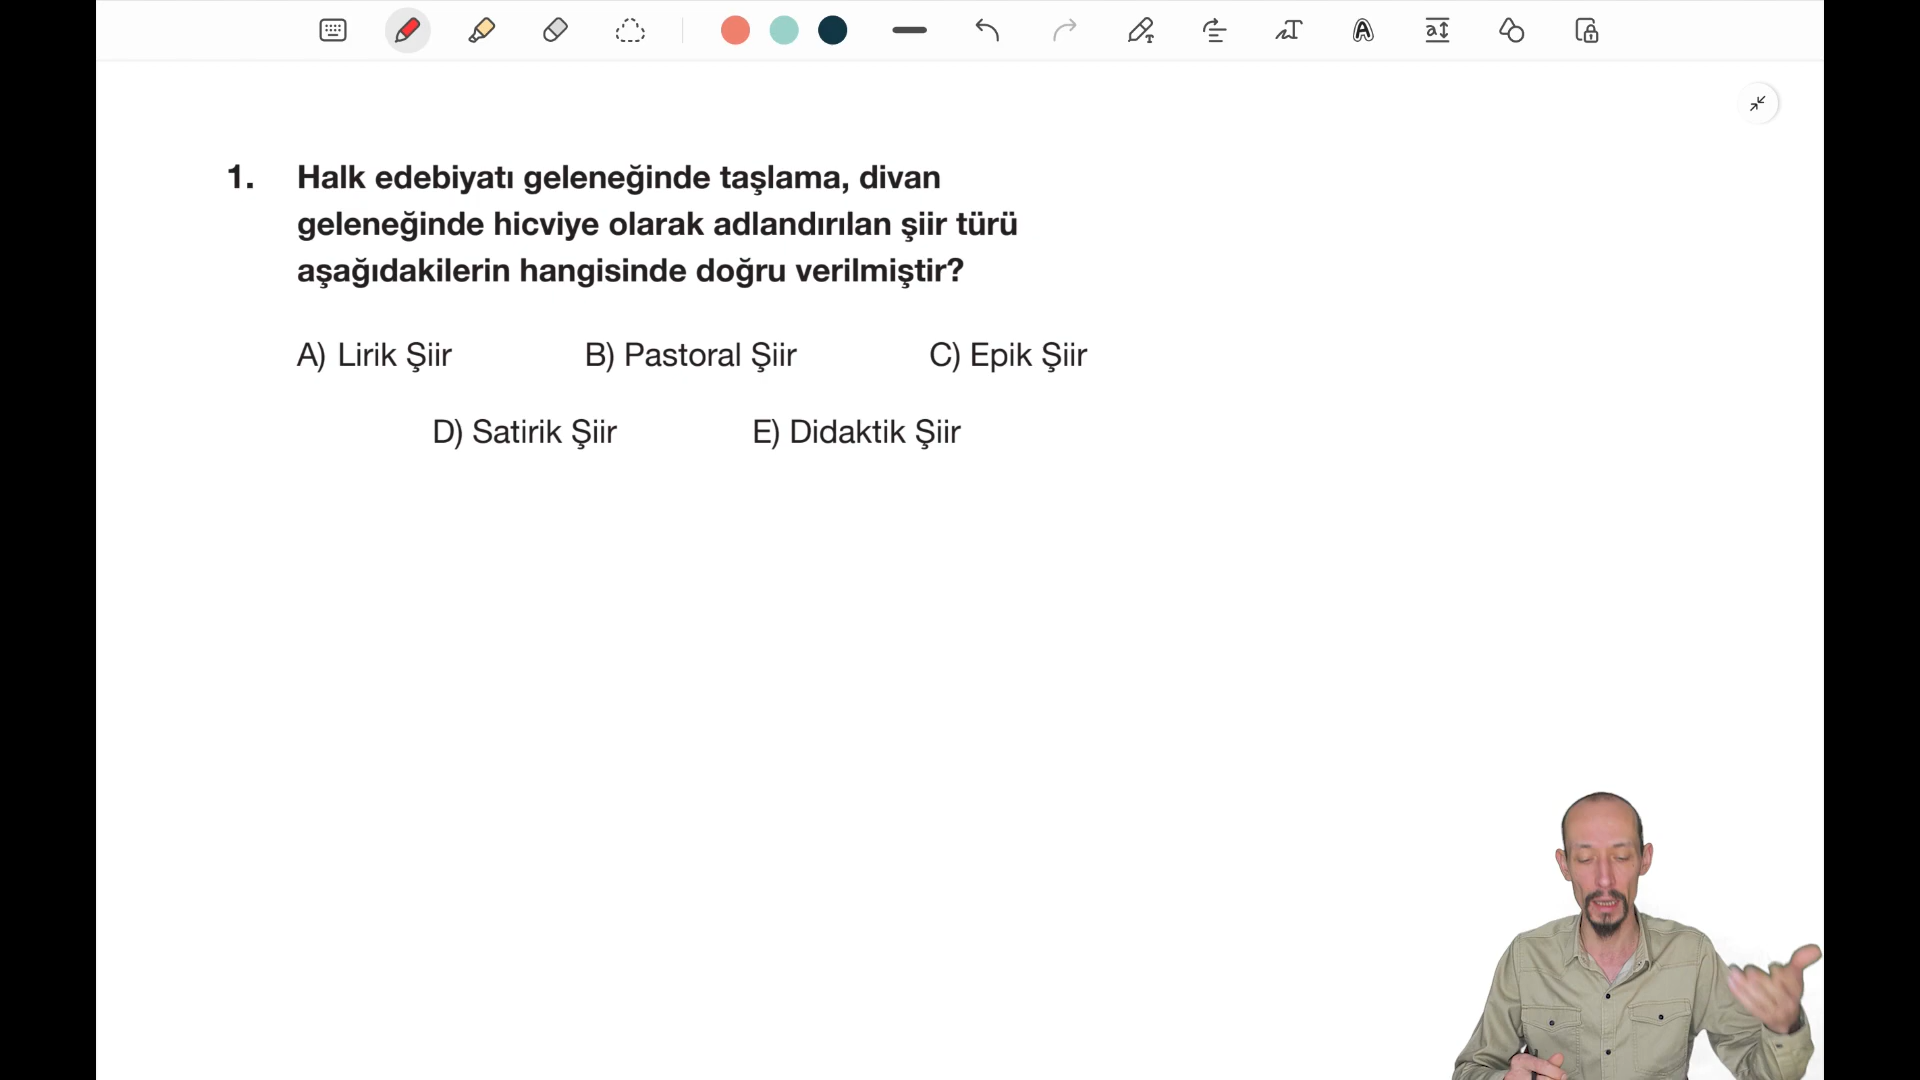 1. Halk edebiyatı geleneğinde taşlama, divan
geleneğinde hicviye olarak adlandırılan şiir türü
aşağıdakilerin hangisinde doğru verilmiştir?
A) Lirik Şiir B) Pastoral Şiir C) Epik Şiir
D) Satirik Şiir E) Didaktik Şiir